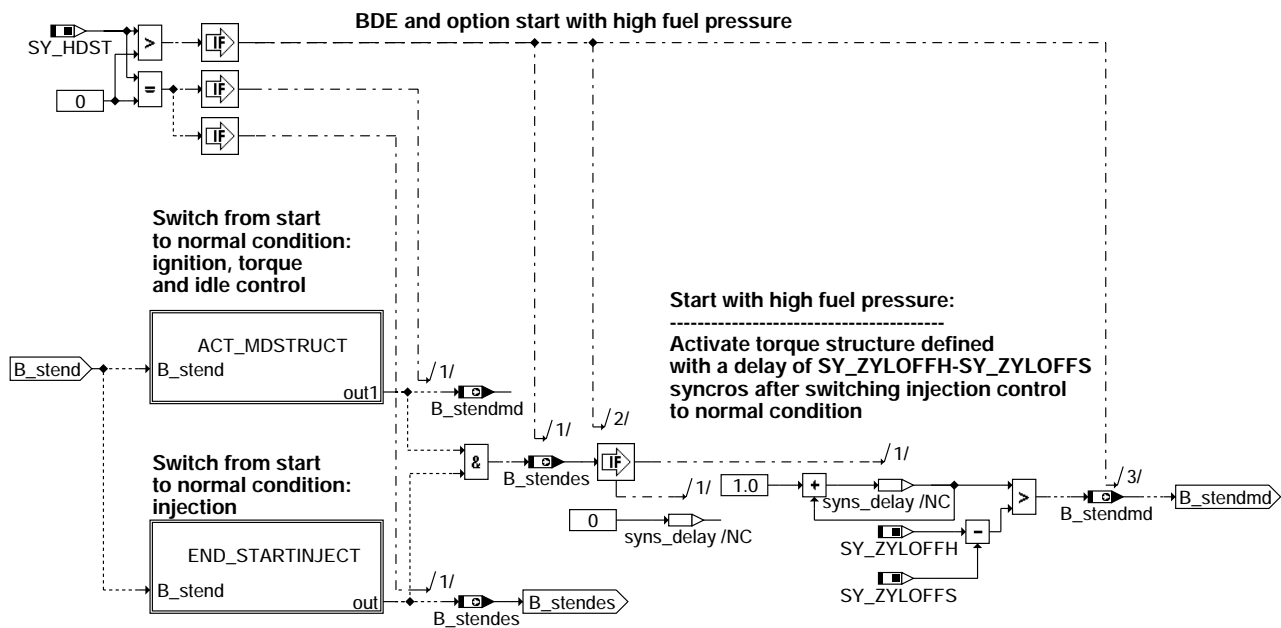 BDE and option start with high fuel pressure
SY_HDST
>
IF
=
IF
0
IF
Switch from start
to normal condition:
ignition, torque
and idle control
ACT_MDSTRUCT
B_stend
B_stend
out1
/1/
B_stendmd
Start with high fuel pressure:
----------------------------------------
Activate torque structure defined
with a delay of SY_ZYLOFFH-SY_ZYLOFFS
syncros after switching injection control
to normal condition
/1/
/2/
&
B_stendes
IF
/1/
/1/
0
syns_delay /NC
1.0
+
syns_delay /NC
>
/3/
B_stendmd
B_stendmd
SY_ZYLOFFH
-
SY_ZYLOFFS
Switch from start
to normal condition:
injection
END_STARTINJECT
B_stend
out
/1/
B_stendes
B_stendes